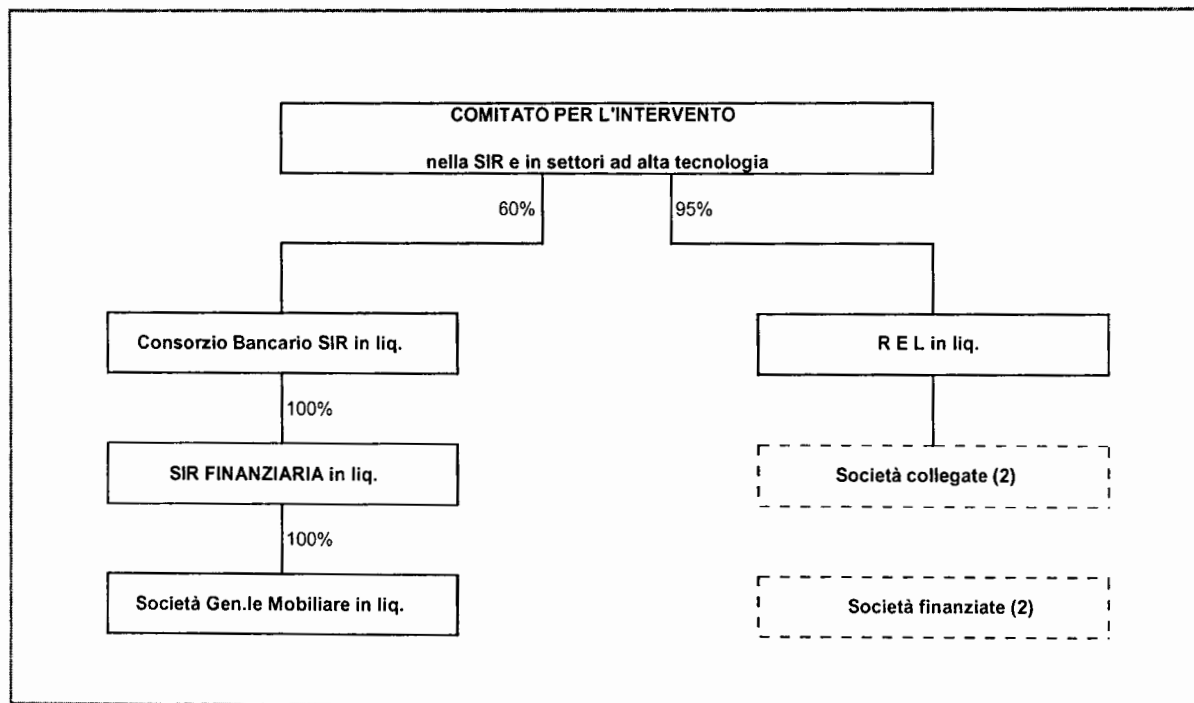 COMITATO PER L'INTERVENTO
nella SIR e in settori ad alta tecnologia
60%
95%
Consorzio Bancario SIR in liq.
R E L in liq.
100%
SIR FINANZIARIA in liq.
Società collegate (2)
100%
Società Gen.le Mobiliare in liq.
Società finanziate (2)